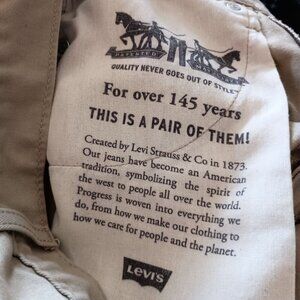 QUALITY NEVER GOES OUT OF STYLE
For over 145 years
THIS IS A PAIR OF THEM!
Created by Levi Strauss & Co in 1873.
Our jeans have become an American
tradition, symbolizing the spirit of
the west to people all over the world.
Progress is woven into everything we
do, from how we make our clothing to
how we care for people and the planet.
LEVI'S